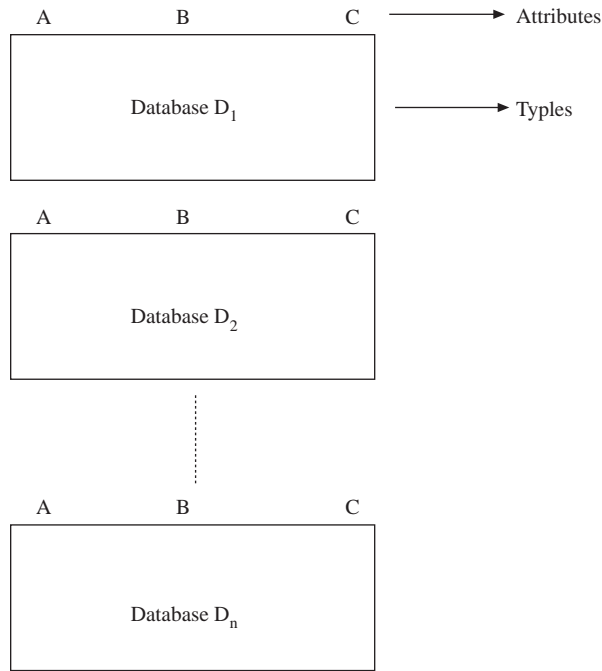 A B C Attributes
Database D1
Typles
A B C
Database D2
A B C
Database Dn